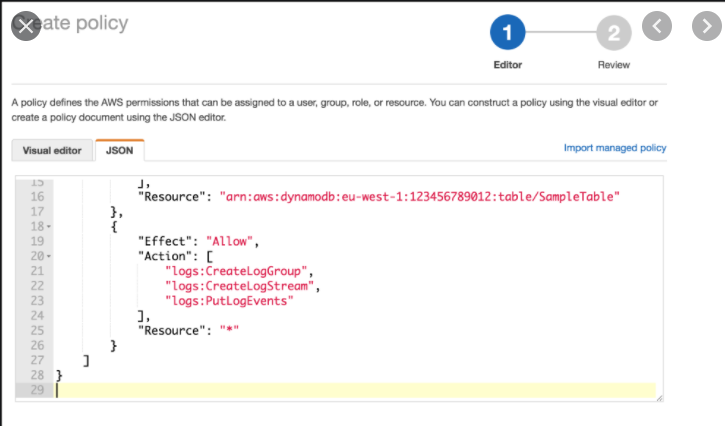 Create policy
1
2
Editor
Review
A policy defines the AWS permissions that can be assigned to a user, group, role, or resource. You can construct a policy using the visual editor or
create a policy document using the JSON editor.
Visual editor
JSON
Import managed policy
15 ],
16 "Resource": "arn:aws:dynamodb:eu-west-1:123456789012:table/SampleTable"
17 },
18 {
19 "Effect": "Allow",
20 "Action": [
21 "logs:CreateLogGroup",
22 "logs:CreateLogStream",
23 "logs:PutLogEvents"
24 ],
25 "Resource": "*"
26 }
27 ]
28 }
29